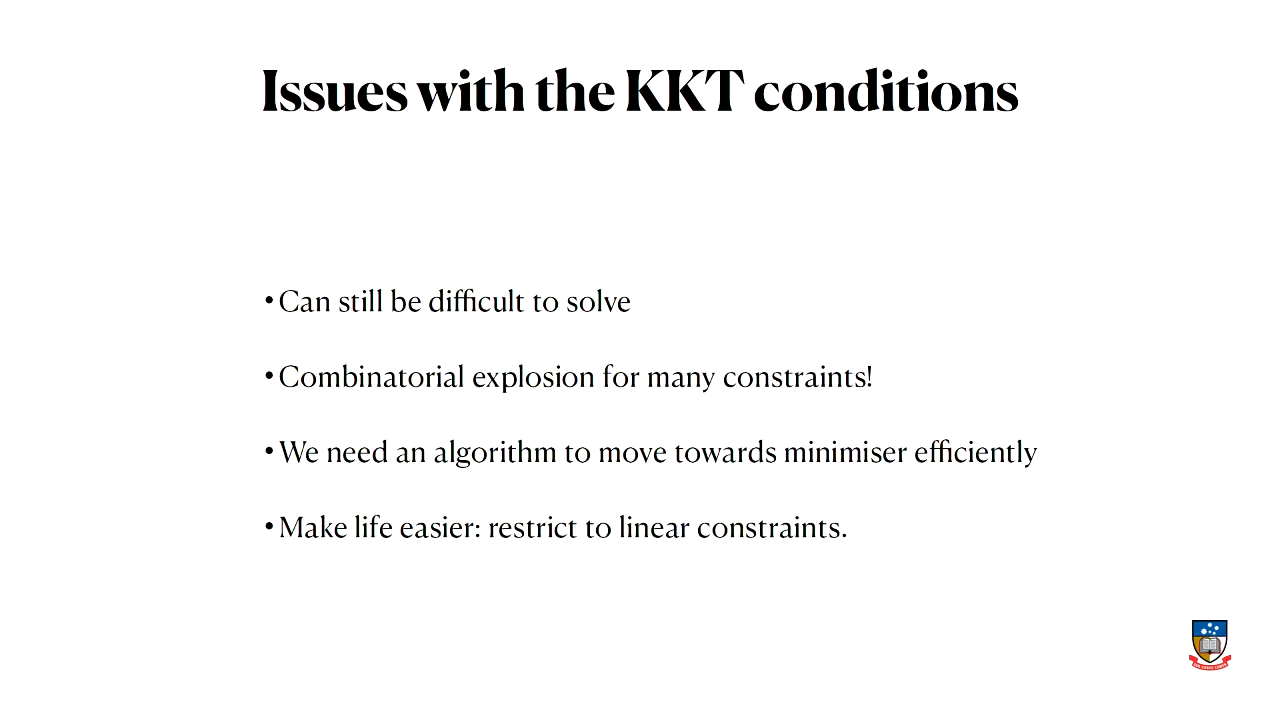 Issues with the KKT conditions
• Can still be difficult to solve
• Combinatorial explosion for many constraints!
• We need an algorithm to move towards minimiser efficiently
• Make life easier: restrict to linear constraints.